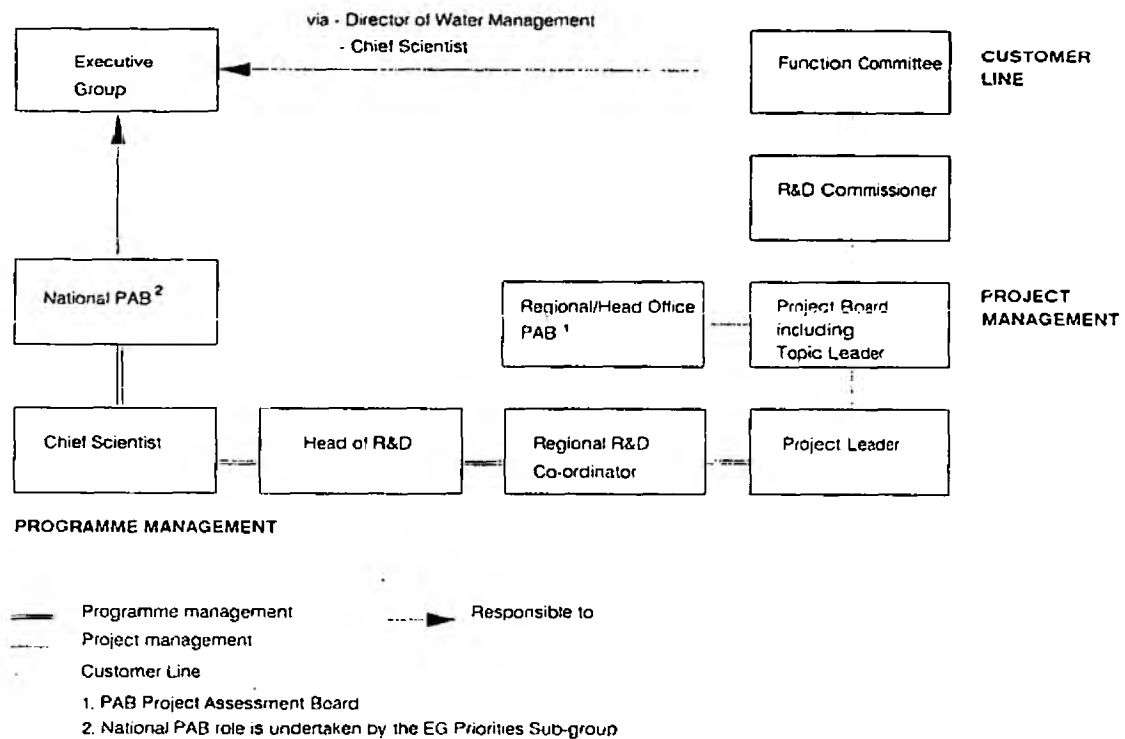 via - Director of Water Management
- Chief Scientist
Executive
Group
Function Committee
CUSTOMER
LINE
R&D Commissioner
National PAB 2
Regional/Head Office
PAB 1
Project Board
including
Topic Leader
PROJECT
MANAGEMENT
Chief Scientist
Head of R&D
Regional R&D
Co-ordinator
Project Leader
PROGRAMME MANAGEMENT
Programme management
Responsible to
Project management
Customer Line
1. PAB Project Assessment Board
2. National PAB role is undertaken by the EG Priorities Sub-group